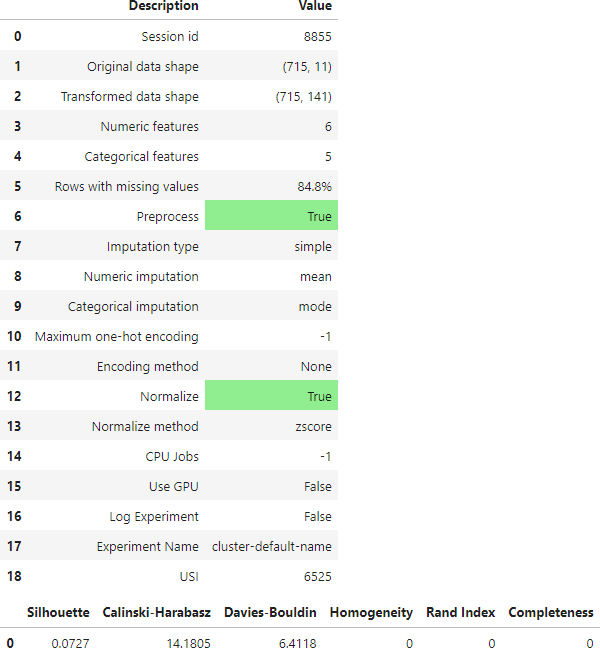 Description Value
0 Session id 8855
1 Original data shape (715, 11)
2 Transformed data shape (715, 141)
3 Numeric features 6
4 Categorical features 5
5 Rows with missing values 84.8%
6 Preprocess True
7 Imputation type simple
8 Numeric imputation mean
9 Categorical imputation mode
10 Maximum one-hot encoding -1
11 Encoding method None
12 Normalize True
13 Normalize method zscore
14 CPU Jobs -1
15 Use GPU False
16 Log Experiment False
17 Experiment Name cluster-default-name
18 USI 6525
Silhouette Calinski-Harabasz Davies-Bouldin Homogeneity Rand Index Completeness
0 0.0727 14.1805 6.4118 0 0 0